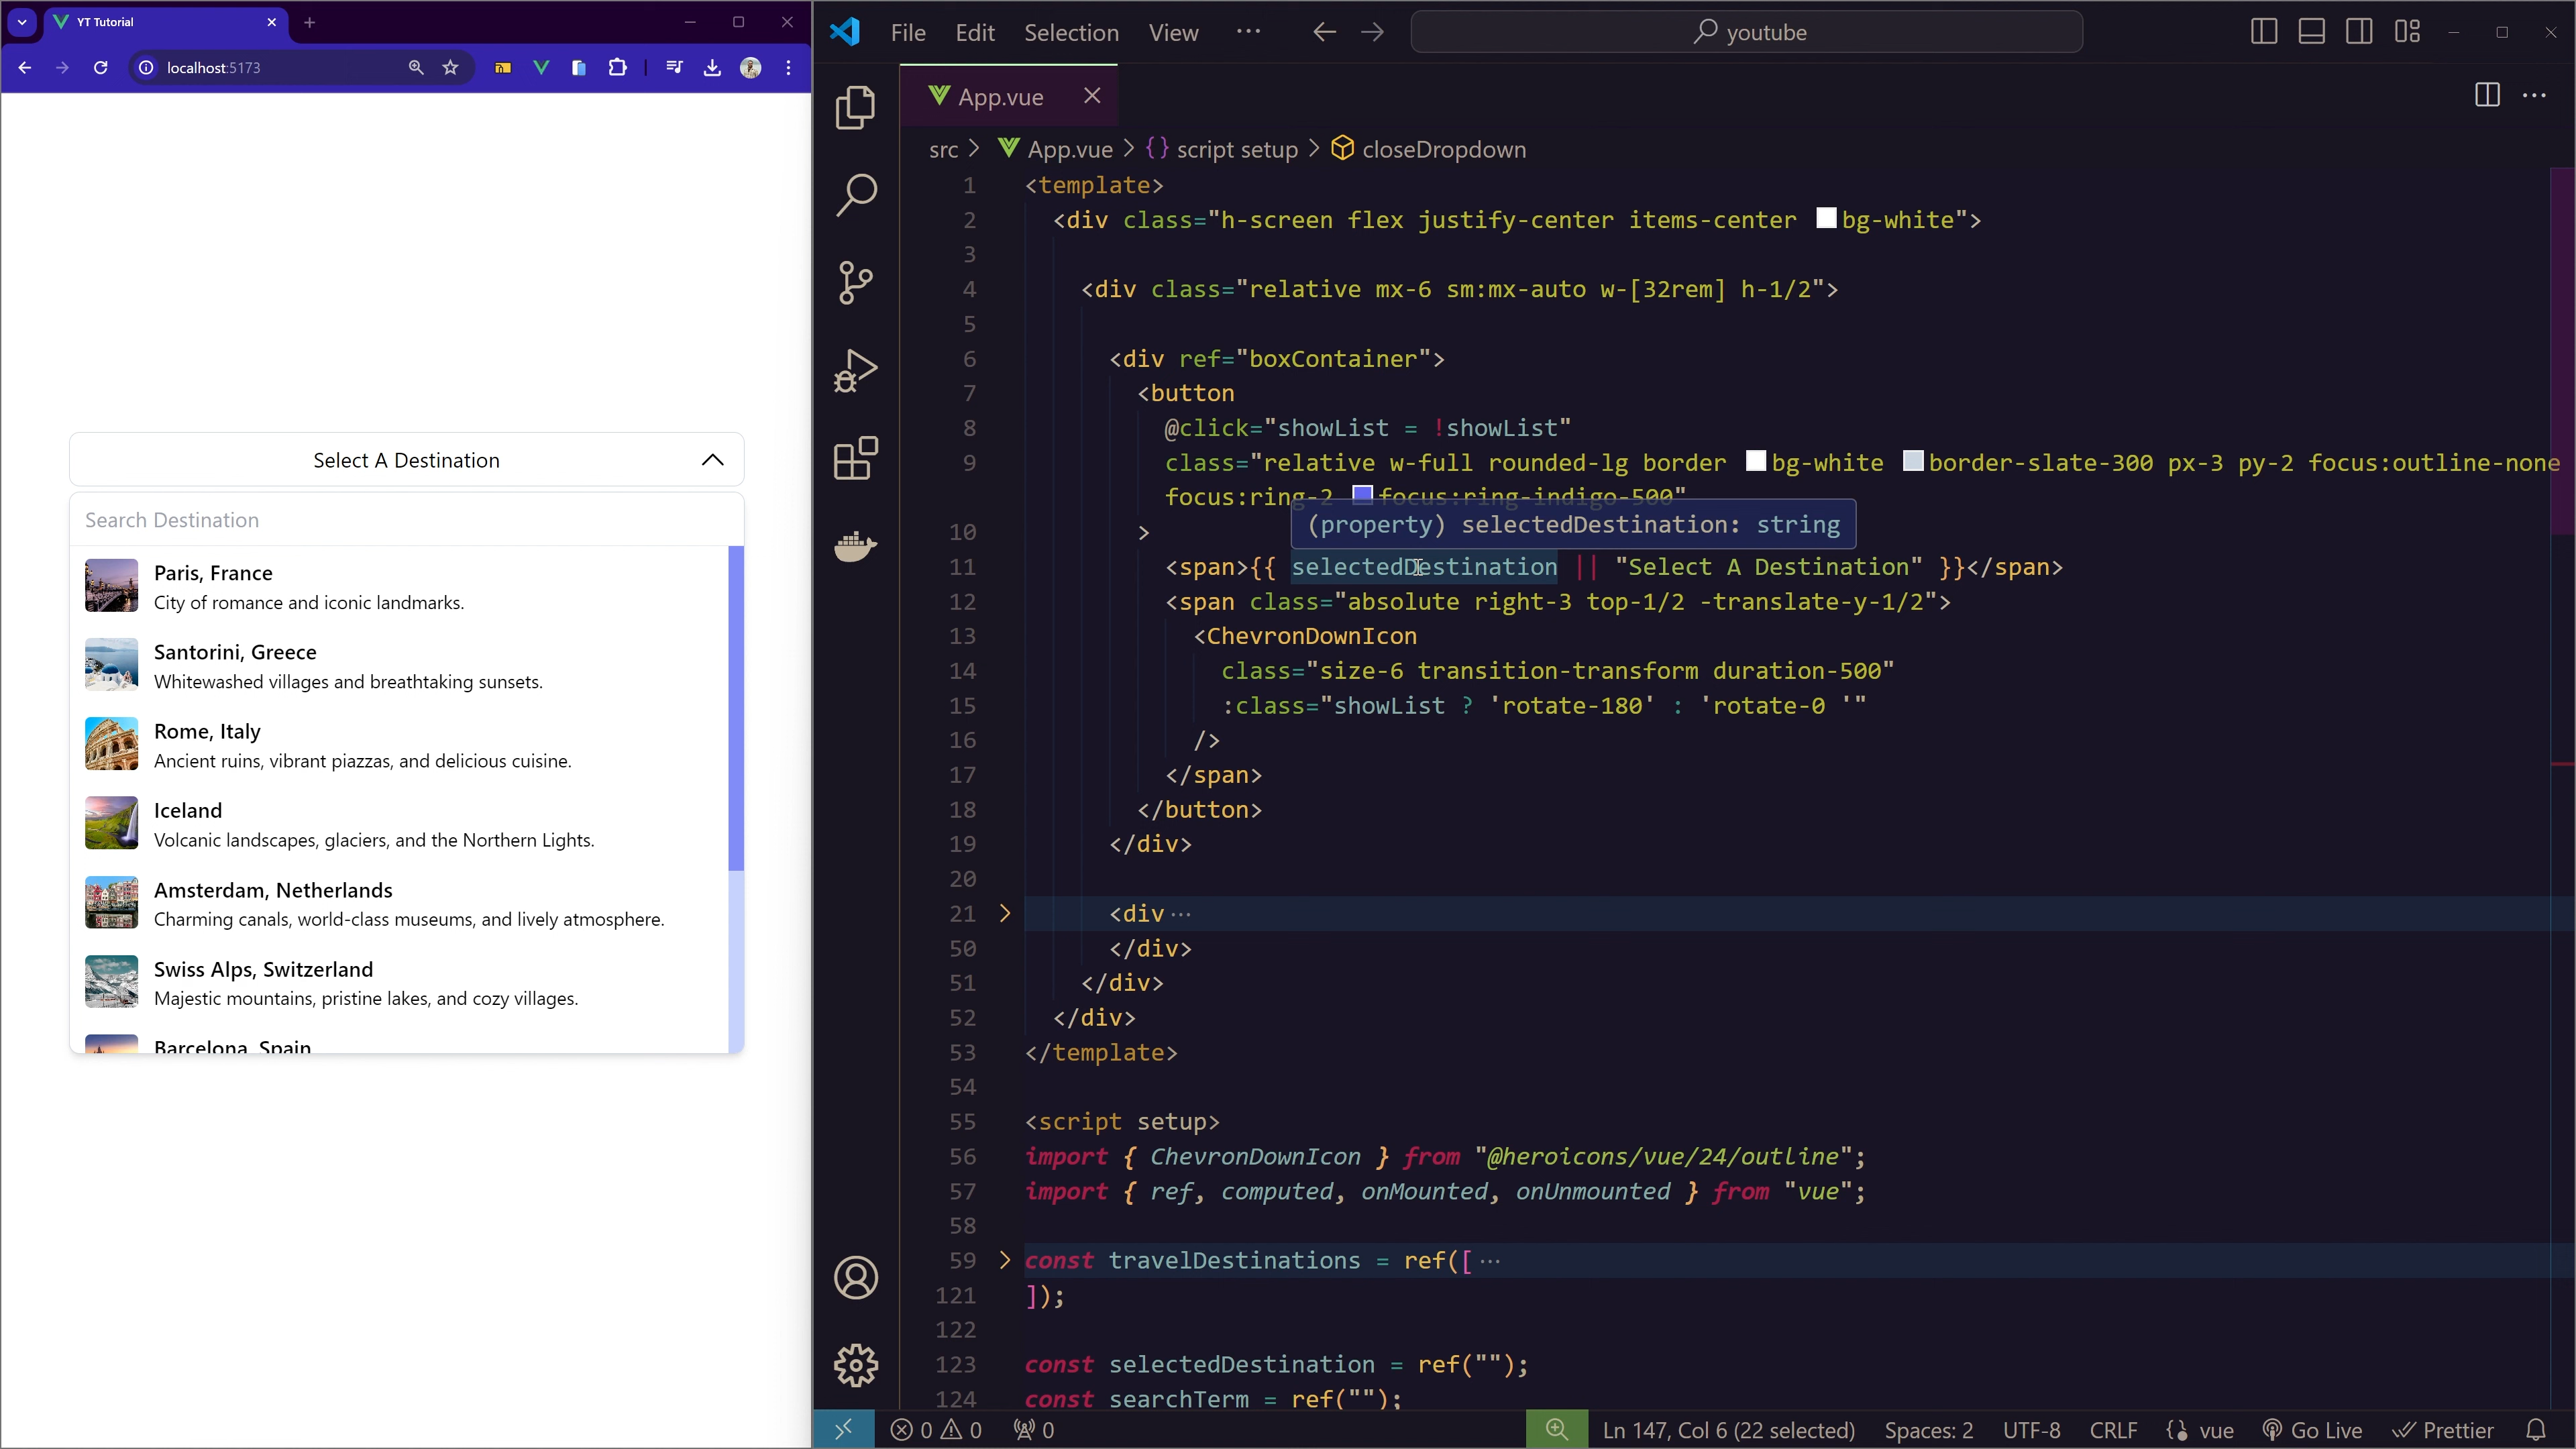 YT Tutorial
localhost:5173
Select A Destination
Search Destination
Paris, France
City of romance and iconic landmarks.
Santorini, Greece
Whitewashed villages and breathtaking sunsets.
Rome, Italy
Ancient ruins, vibrant piazzas, and delicious cuisine.
Iceland
Volcanic landscapes, glaciers, and the Northern Lights.
Amsterdam, Netherlands
Charming canals, world-class museums, and lively atmosphere.
Swiss Alps, Switzerland
Majestic mountains, pristine lakes, and cozy villages.
Barcelona, Spain
File Edit Selection View ··· youtube
App.vue
src > App.vue > {} script setup > closeDropdown
1 <template>
2 <div class="h-screen flex justify-center items-center bg-white">
3
4 <div class="relative mx-6 sm:mx-auto w-[32rem] h-1/2">
5
6 <div ref="boxContainer">
7 <button
8 @click="showList = !showList"
9 class="relative w-full rounded-lg border bg-white border-slate-300 px-3 py-2 focus:outline-none
focus:ring-2 focus:ring-indigo-500"
(property) selectedDestination: string
10 >
11 <span>{{ selectedDestination || "Select A Destination" }}</span>
12 <span class="absolute right-3 top-1/2 -translate-y-1/2">
13 <ChevronDownIcon
14 class="size-6 transition-transform duration-500"
15 :class="showList ? 'rotate-180' : 'rotate-0 '"
16 />
17 </span>
18 </button>
19 </div>
20
21 <div ···
50 </div>
51 </div>
52 </div>
53 </template>
54
55 <script setup>
56 import { ChevronDownIcon } from "@heroicons/vue/24/outline";
57 import { ref, computed, onMounted, onUnmounted } from "vue";
58
59 const travelDestinations = ref([ ···
121 ]);
122
123 const selectedDestination = ref("");
124 const searchTerm = ref("");
0 0 0 Ln 147, Col 6 (22 selected) Spaces: 2 UTF-8 CRLF vue Go Live Prettier